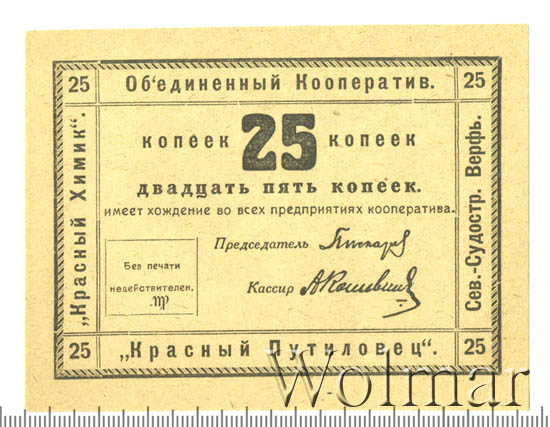 25 Об'единенный Кооператив. 25
копеек 25 копеек
двадцать пять копеек.
имеет хождение во всех предприятиях кооператива.
Председатель
Без печати
недействителен.
Кассир
„Красный Химик“.
Сев.-Судостр. Верфь.
25 „Красный Путиловец“. 25
Wolmar